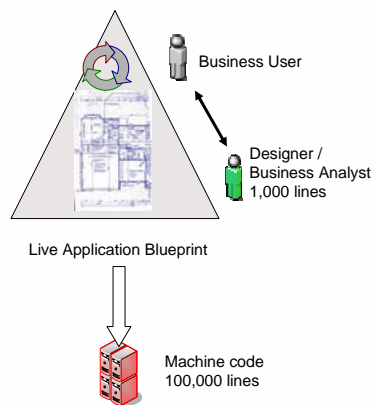 Business User
Designer /
Business Analyst
1,000 lines
Live Application Blueprint
Machine code
100,000 lines